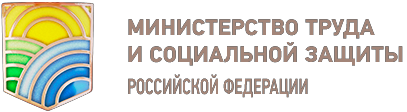 МИНИСТЕРСТВО ТРУДА
И СОЦИАЛЬНОЙ ЗАЩИТЫ
РОССИЙСКОЙ ФЕДЕРАЦИИ